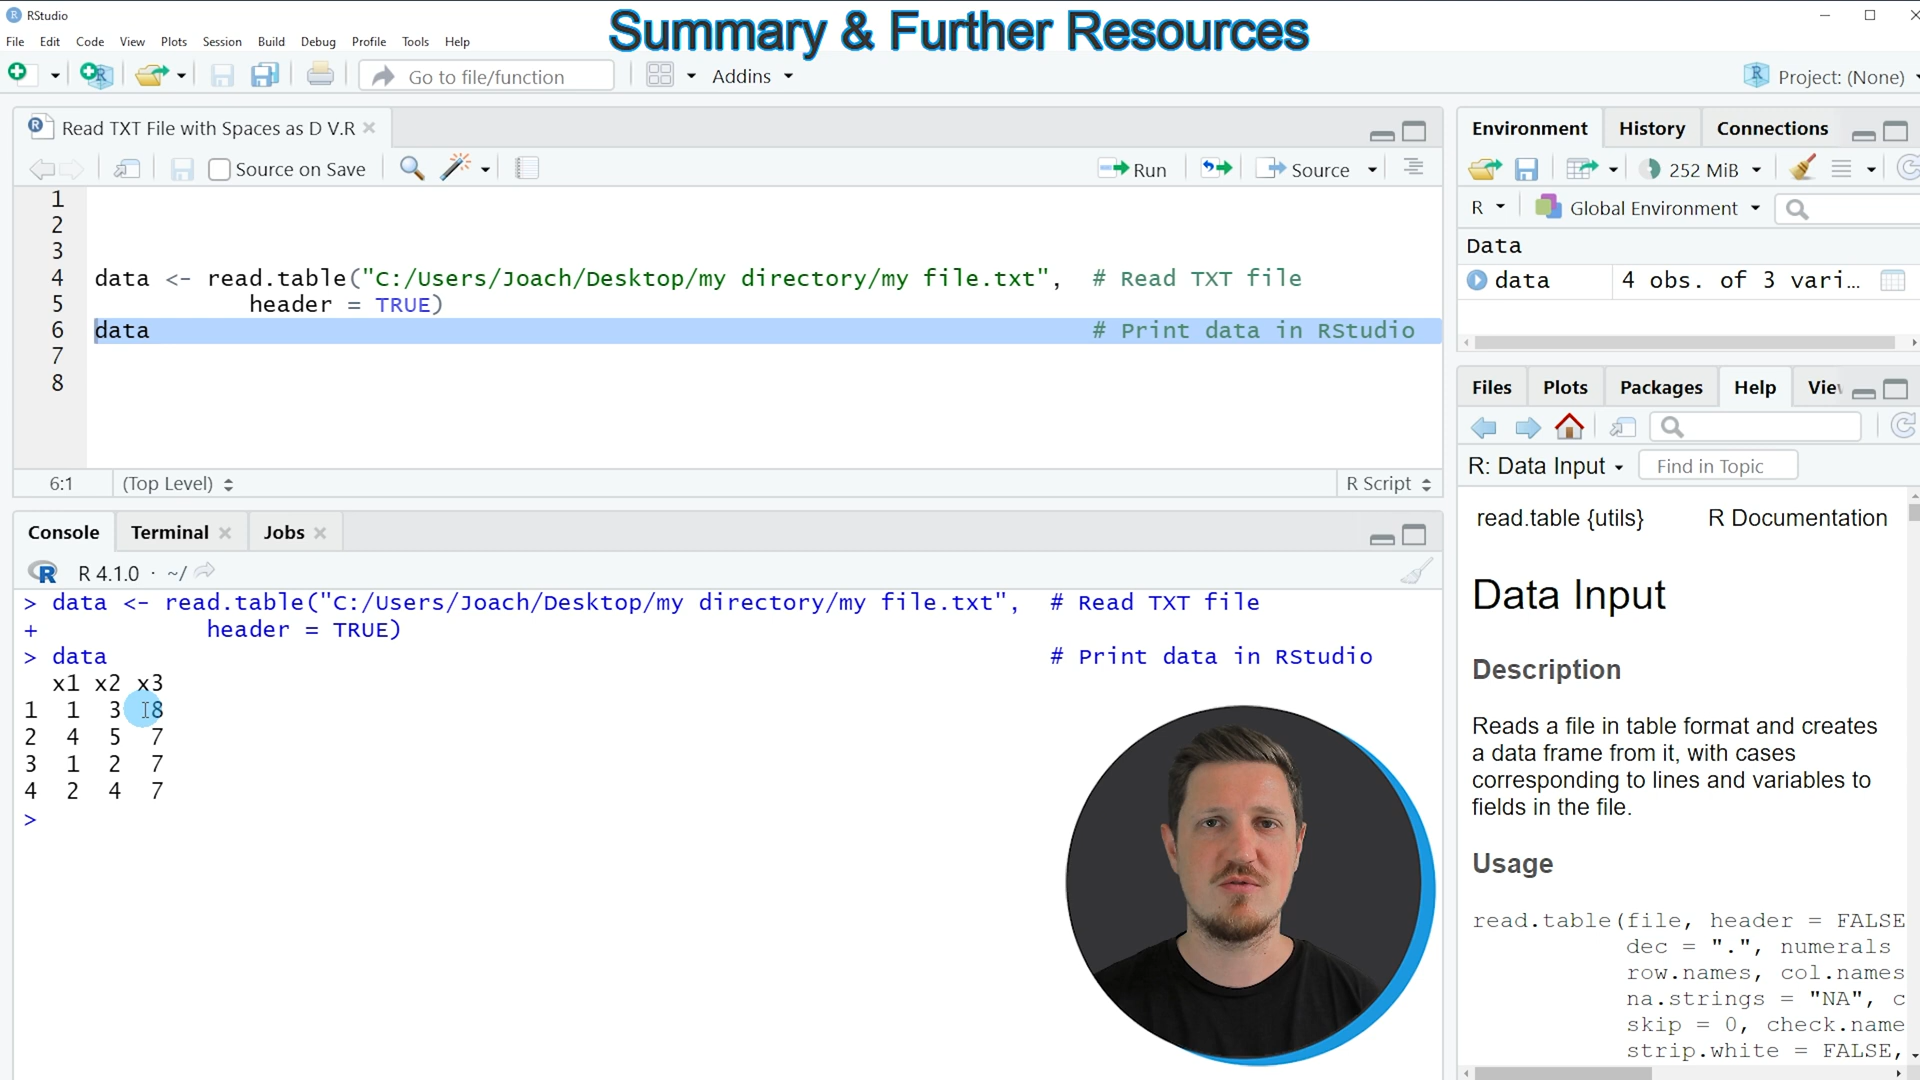 RStudio
Summary & Further Resources
File Edit Code View Plots Session Build Debug Profile Tools Help
Go to file/function
Addins
Project: (None)
Read TXT File with Spaces as D V.R
Source on Save
Run
Source
1
2
3
4 data <- read.table("C:/Users/Joach/Desktop/my directory/my file.txt", # Read TXT file
5 header = TRUE)
6 data # Print data in RStudio
7
8
6:1 (Top Level) R Script
Console Terminal Jobs
R 4.1.0 · ~/
> data <- read.table("C:/Users/Joach/Desktop/my directory/my file.txt", # Read TXT file
+ header = TRUE)
> data # Print data in RStudio
x1 x2 x3
1 1 3 8
2 4 5 7
3 1 2 7
4 2 4 7
>
Environment History Connections
252 MiB
R Global Environment
Data
data 4 obs. of 3 vari…
Files Plots Packages Help
R: Data Input Find in Topic
read.table {utils} R Documentation
Data Input
Description
Reads a file in table format and creates
a data frame from it, with cases
corresponding to lines and variables to
fields in the file.
Usage
read.table(file, header = FALSE
dec = ".", numerals
row.names, col.names
na.strings = "NA", c
skip = 0, check.name
strip.white = FALSE,